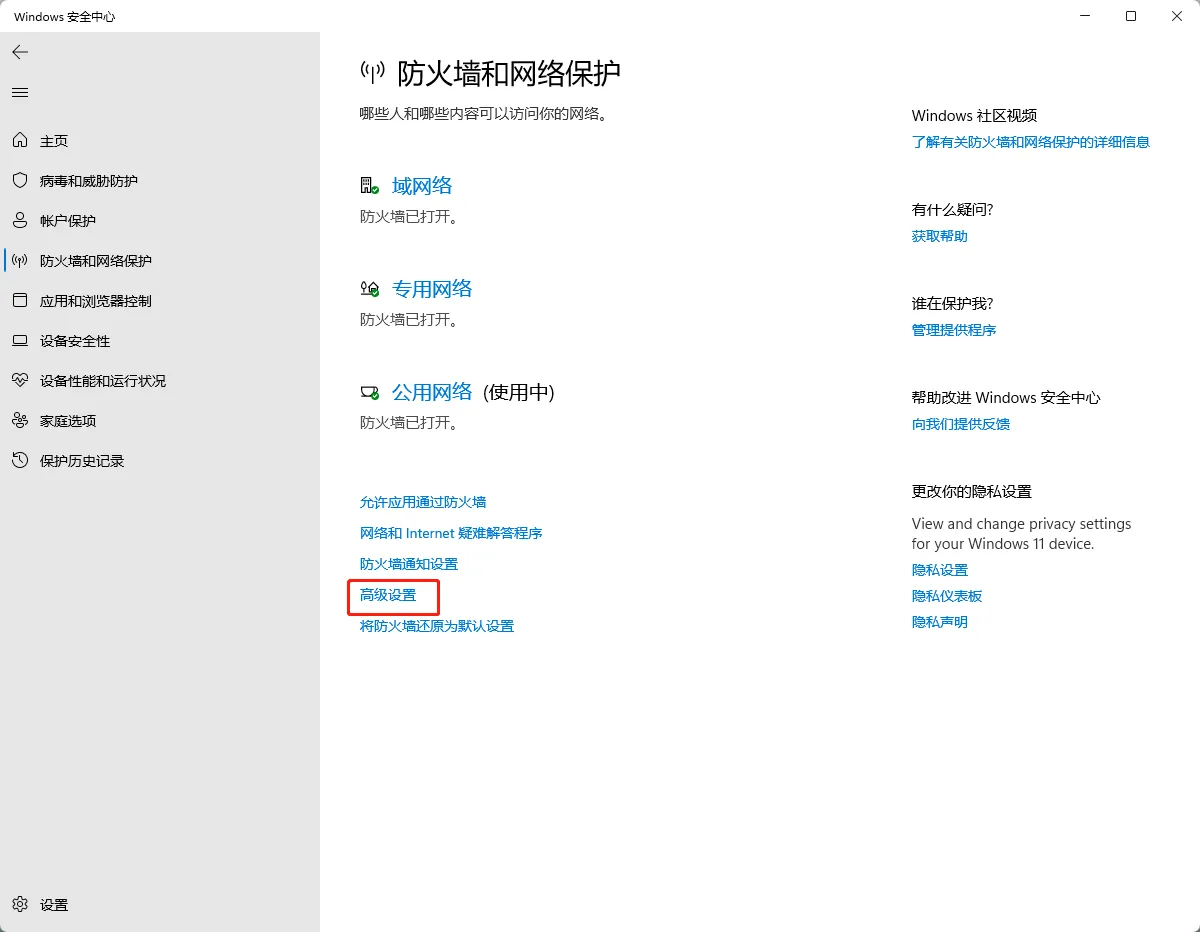 Windows 安全中心
主页
病毒和威胁防护
帐户保护
防火墙和网络保护
应用和浏览器控制
设备安全性
设备性能和运行状况
家庭选项
保护历史记录
设置
防火墙和网络保护
哪些人和哪些内容可以访问你的网络。
域网络
防火墙已打开。
专用网络
防火墙已打开。
公用网络 (使用中)
防火墙已打开。
允许应用通过防火墙
网络和 Internet 疑难解答程序
防火墙通知设置
高级设置
将防火墙还原为默认设置
Windows 社区视频
了解有关防火墙和网络保护的详细信息
有什么疑问?
获取帮助
谁在保护我?
管理提供程序
帮助改进 Windows 安全中心
向我们提供反馈
更改你的隐私设置
View and change privacy settings
for your Windows 11 device.
隐私设置
隐私仪表板
隐私声明